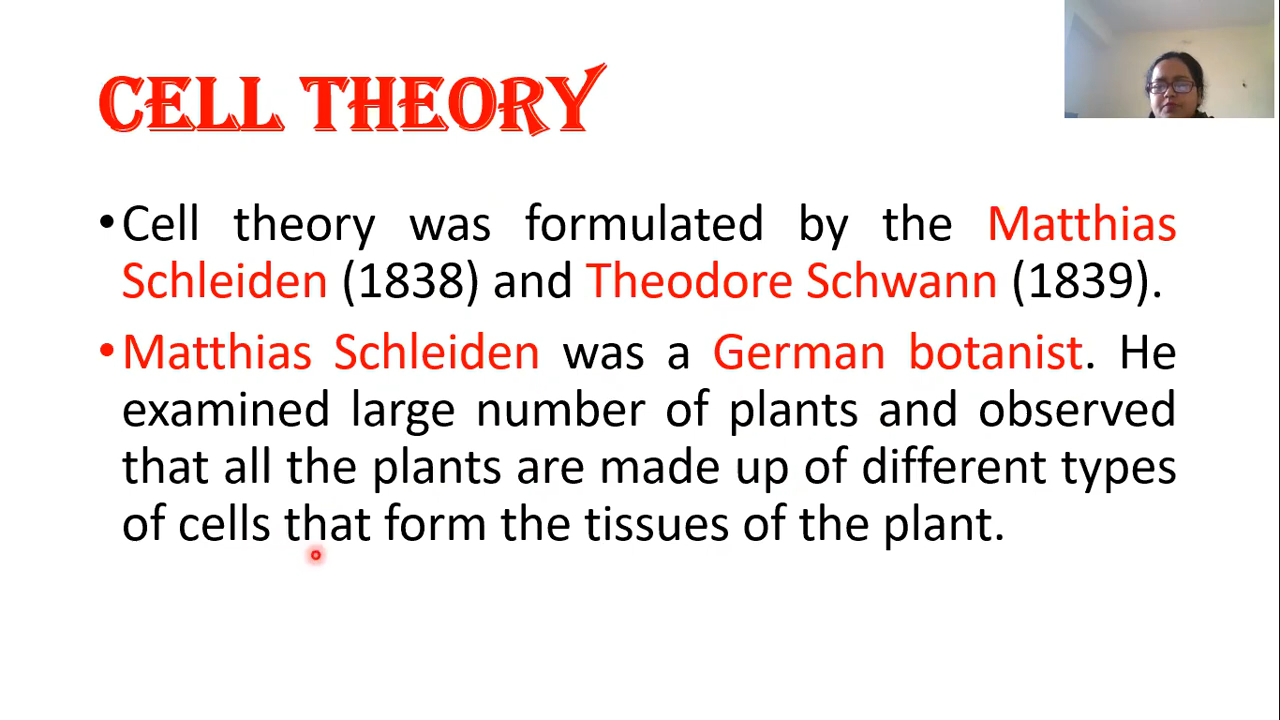 CELL THEORY
•Cell theory was formulated by the Matthias
Schleiden (1838) and Theodore Schwann (1839).
•Matthias Schleiden was a German botanist. He
examined large number of plants and observed
that all the plants are made up of different types
of cells that form the tissues of the plant.